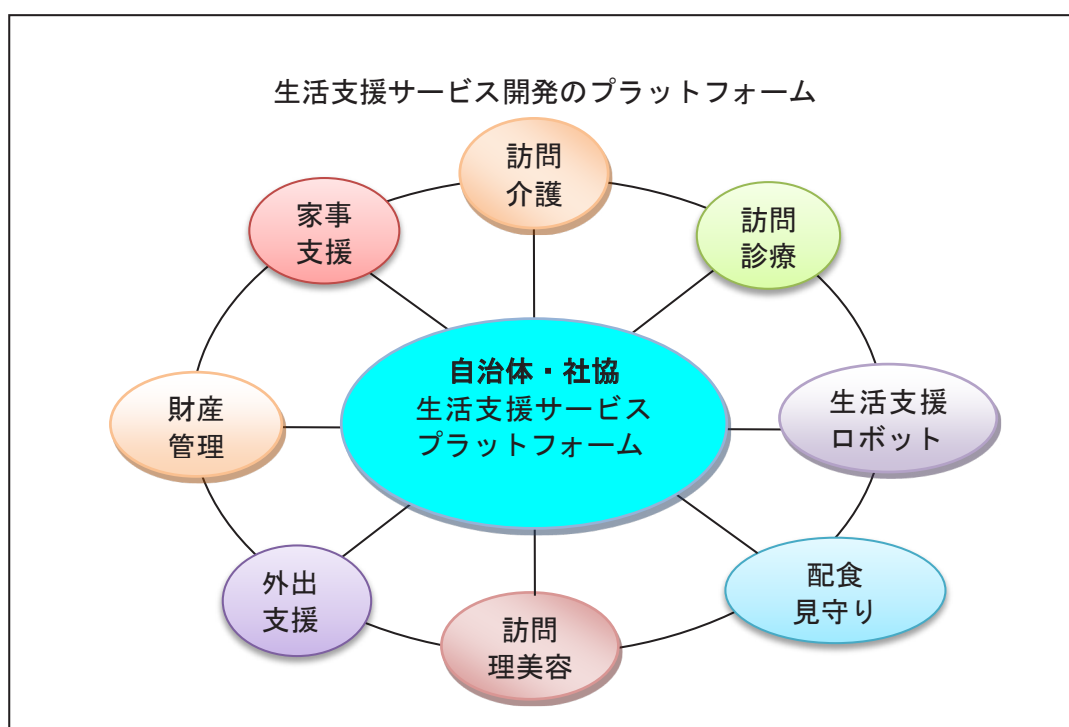 生活支援サービス開発のプラットフォーム
訪問
介護
訪問
診療
生活支援
ロボット
配食
見守り
訪問
理美容
外出
支援
財産
管理
家事
支援
自治体・社協
生活支援サービス
プラットフォーム